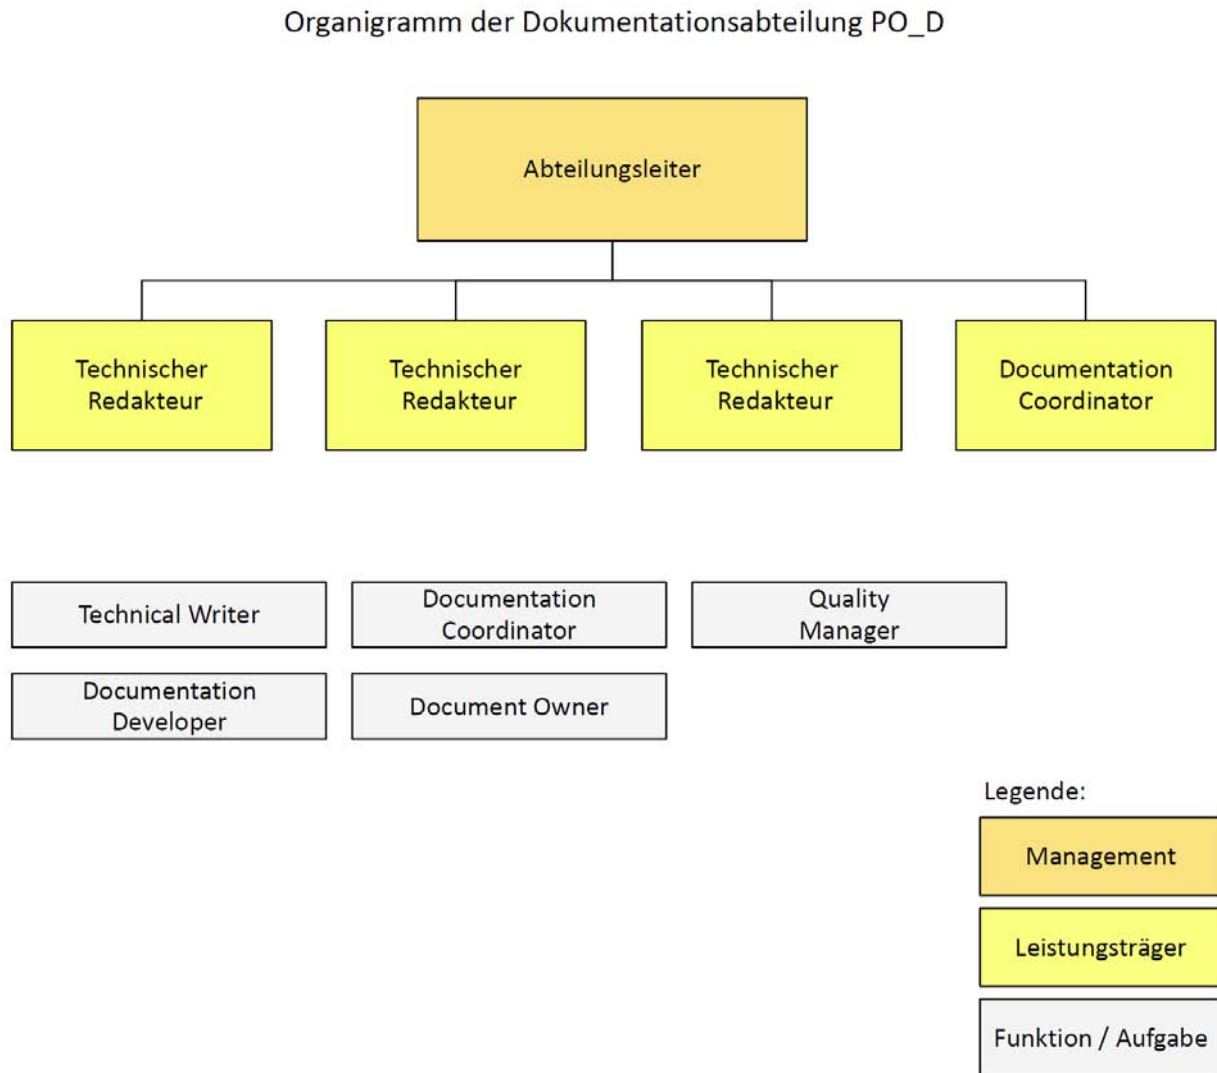 Organigramm der Dokumentationsabteilung PO_D
Abteilungsleiter
Technischer
Redakteur
Technischer
Redakteur
Technischer
Redakteur
Documentation
Coordinator
Technical Writer
Documentation
Coordinator
Quality
Manager
Documentation
Developer
Document Owner
Legende:
Management
Leistungsträger
Funktion / Aufgabe